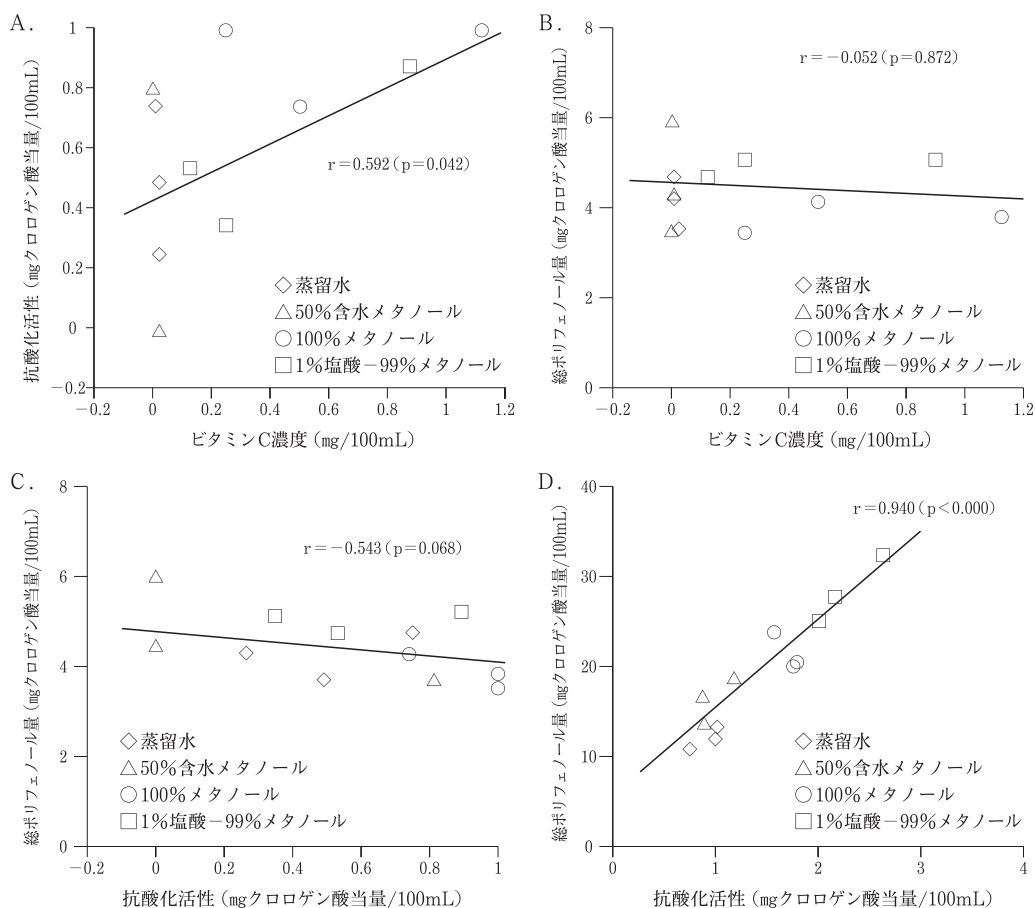 A.
抗酸化活性（㎎クロロゲン酸当量/100mL）
1
0.8
0.6
0.4
0.2
0
−0.2
r=0.592（p=0.042）
◇蒸留水
△50%含水メタノール
○100%メタノール
□1%塩酸−99%メタノール
−0.2 0 0.2 0.4 0.6 0.8 1 1.2
ビタミンC濃度（㎎/100mL）
B.
総ポリフェノール量（㎎クロロゲン酸当量/100mL）
8
6
4
2
0
r=−0.052（p=0.872）
◇蒸留水
△50%含水メタノール
○100%メタノール
□1%塩酸−99%メタノール
−0.2 0 0.2 0.4 0.6 0.8 1 1.2
ビタミンC濃度（㎎/100mL）
C.
総ポリフェノール量（㎎クロロゲン酸当量/100mL）
8
6
4
2
0
r=−0.543（p=0.068）
◇蒸留水
△50%含水メタノール
○100%メタノール
□1%塩酸−99%メタノール
−0.2 0 0.2 0.4 0.6 0.8 1
抗酸化活性（㎎クロロゲン酸当量/100mL）
D.
総ポリフェノール量（㎎クロロゲン酸当量/100mL）
40
30
20
10
0
r=0.940（p<0.000）
◇蒸留水
△50%含水メタノール
○100%メタノール
□1%塩酸−99%メタノール
0 1 2 3 4
抗酸化活性（㎎クロロゲン酸当量/100mL）